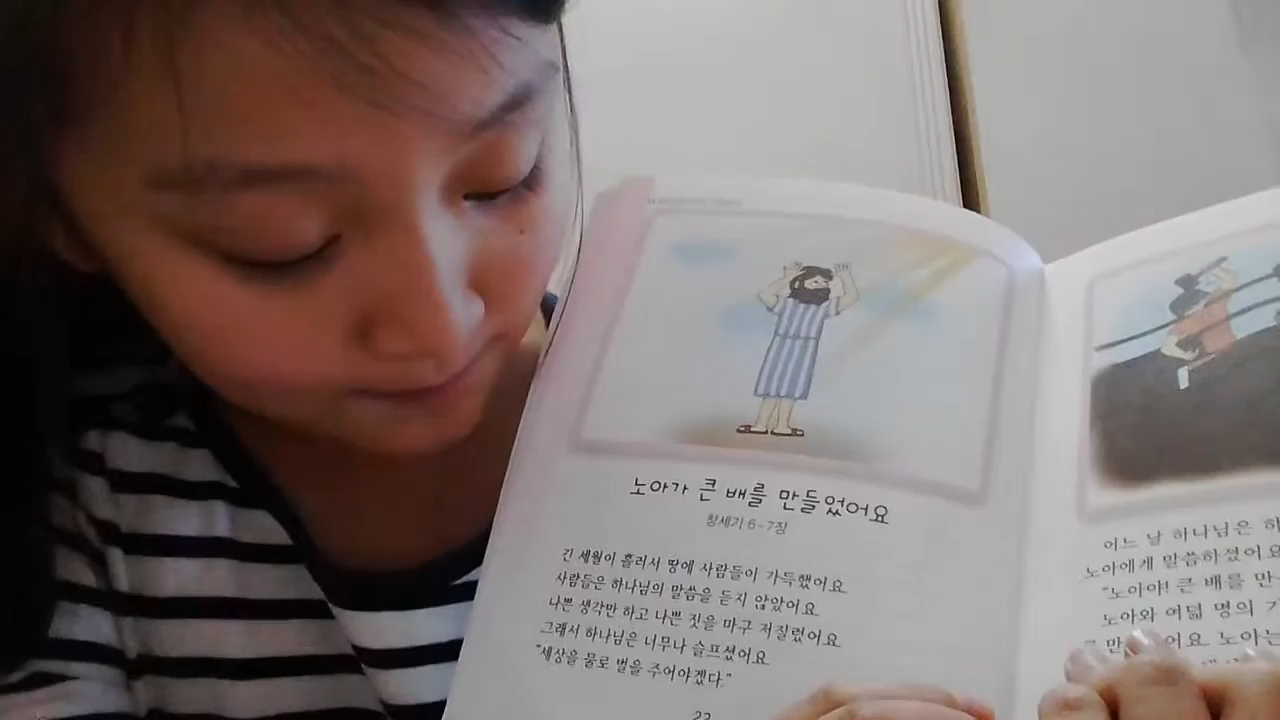 노아가 큰 배를 만들었어요
창세기 6-7장
긴 세월이 흘러서 땅에 사람들이 가득했어요
사람들은 하나님의 말씀을 듣지 않았어요
나쁜 생각만 하고 나쁜 짓을 마구 저질렀어요
그래서 하나님은 너무나 슬프셨어요
"세상을 물로 벌을 주어야겠다."
어느 날 하나님은
노아에게 말씀하셨어요
"노아야! 큰 배를
노아와 여덟 명의
노아는